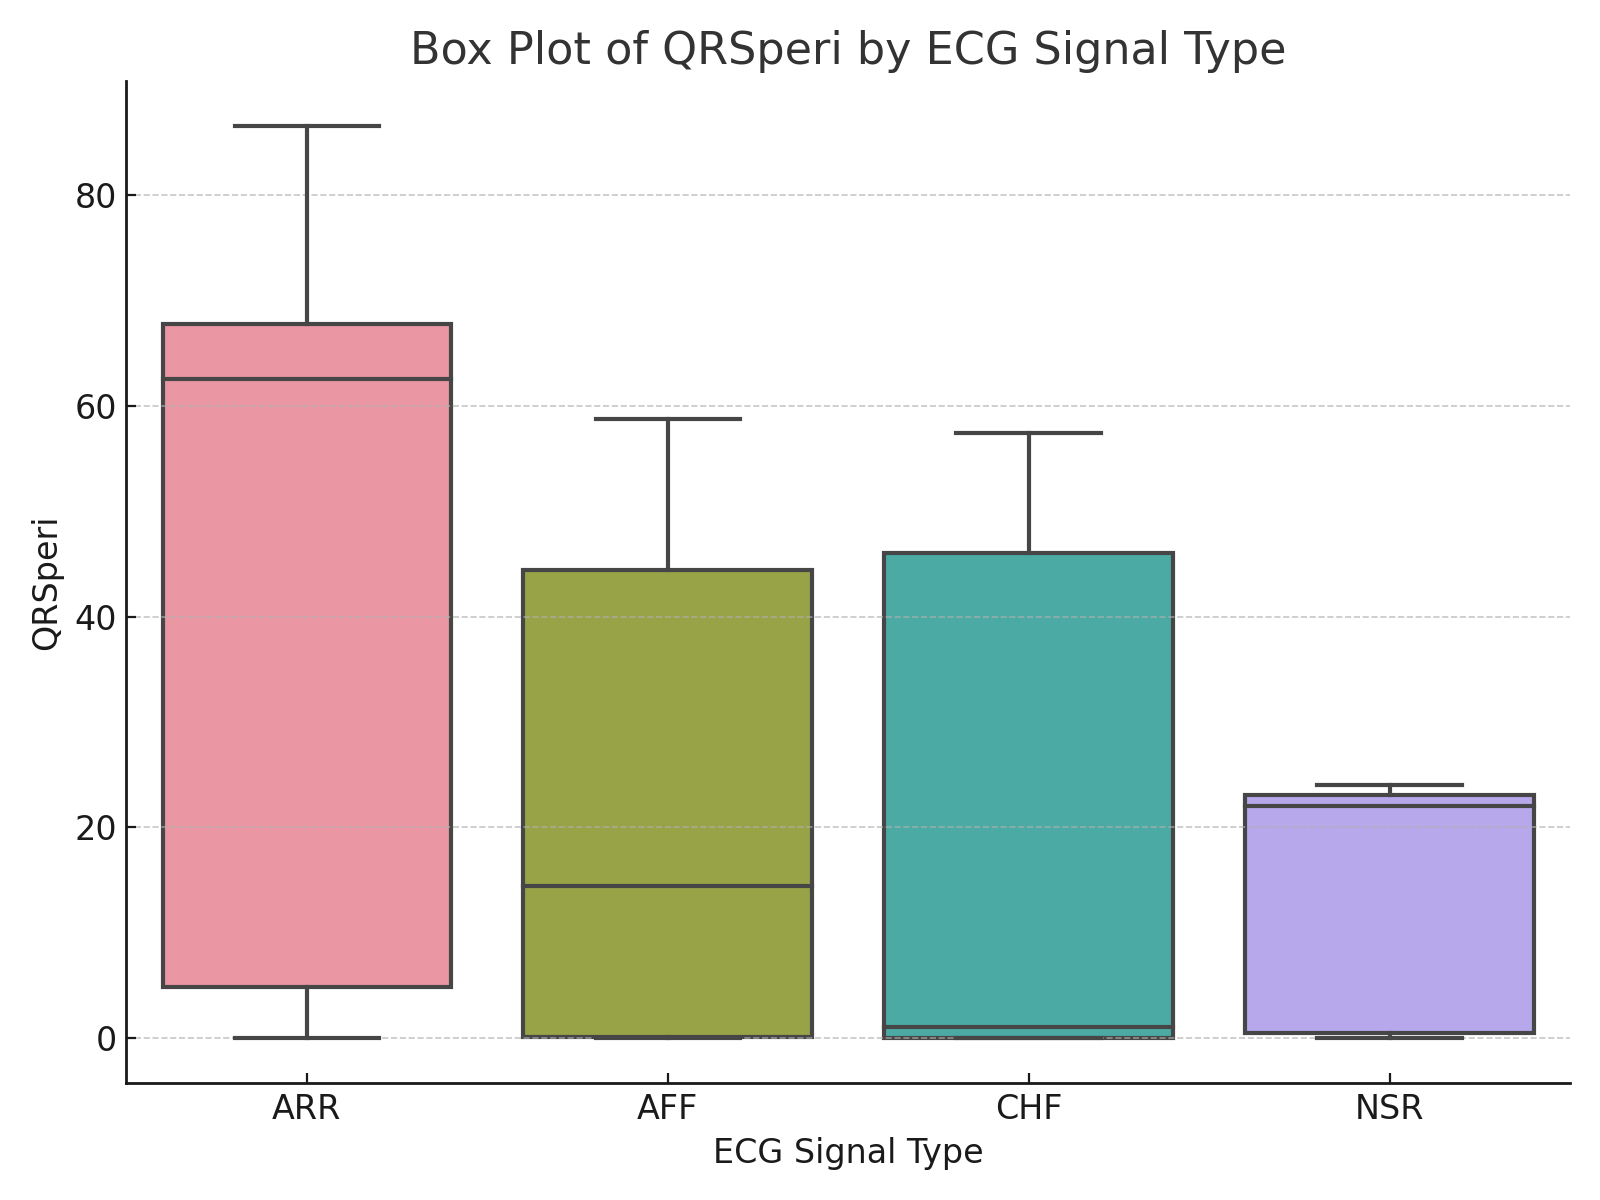 Box Plot of QRSperi by ECG Signal Type
QRSperi
80
60
40
20
0
ARR AFF CHF NSR
ECG Signal Type